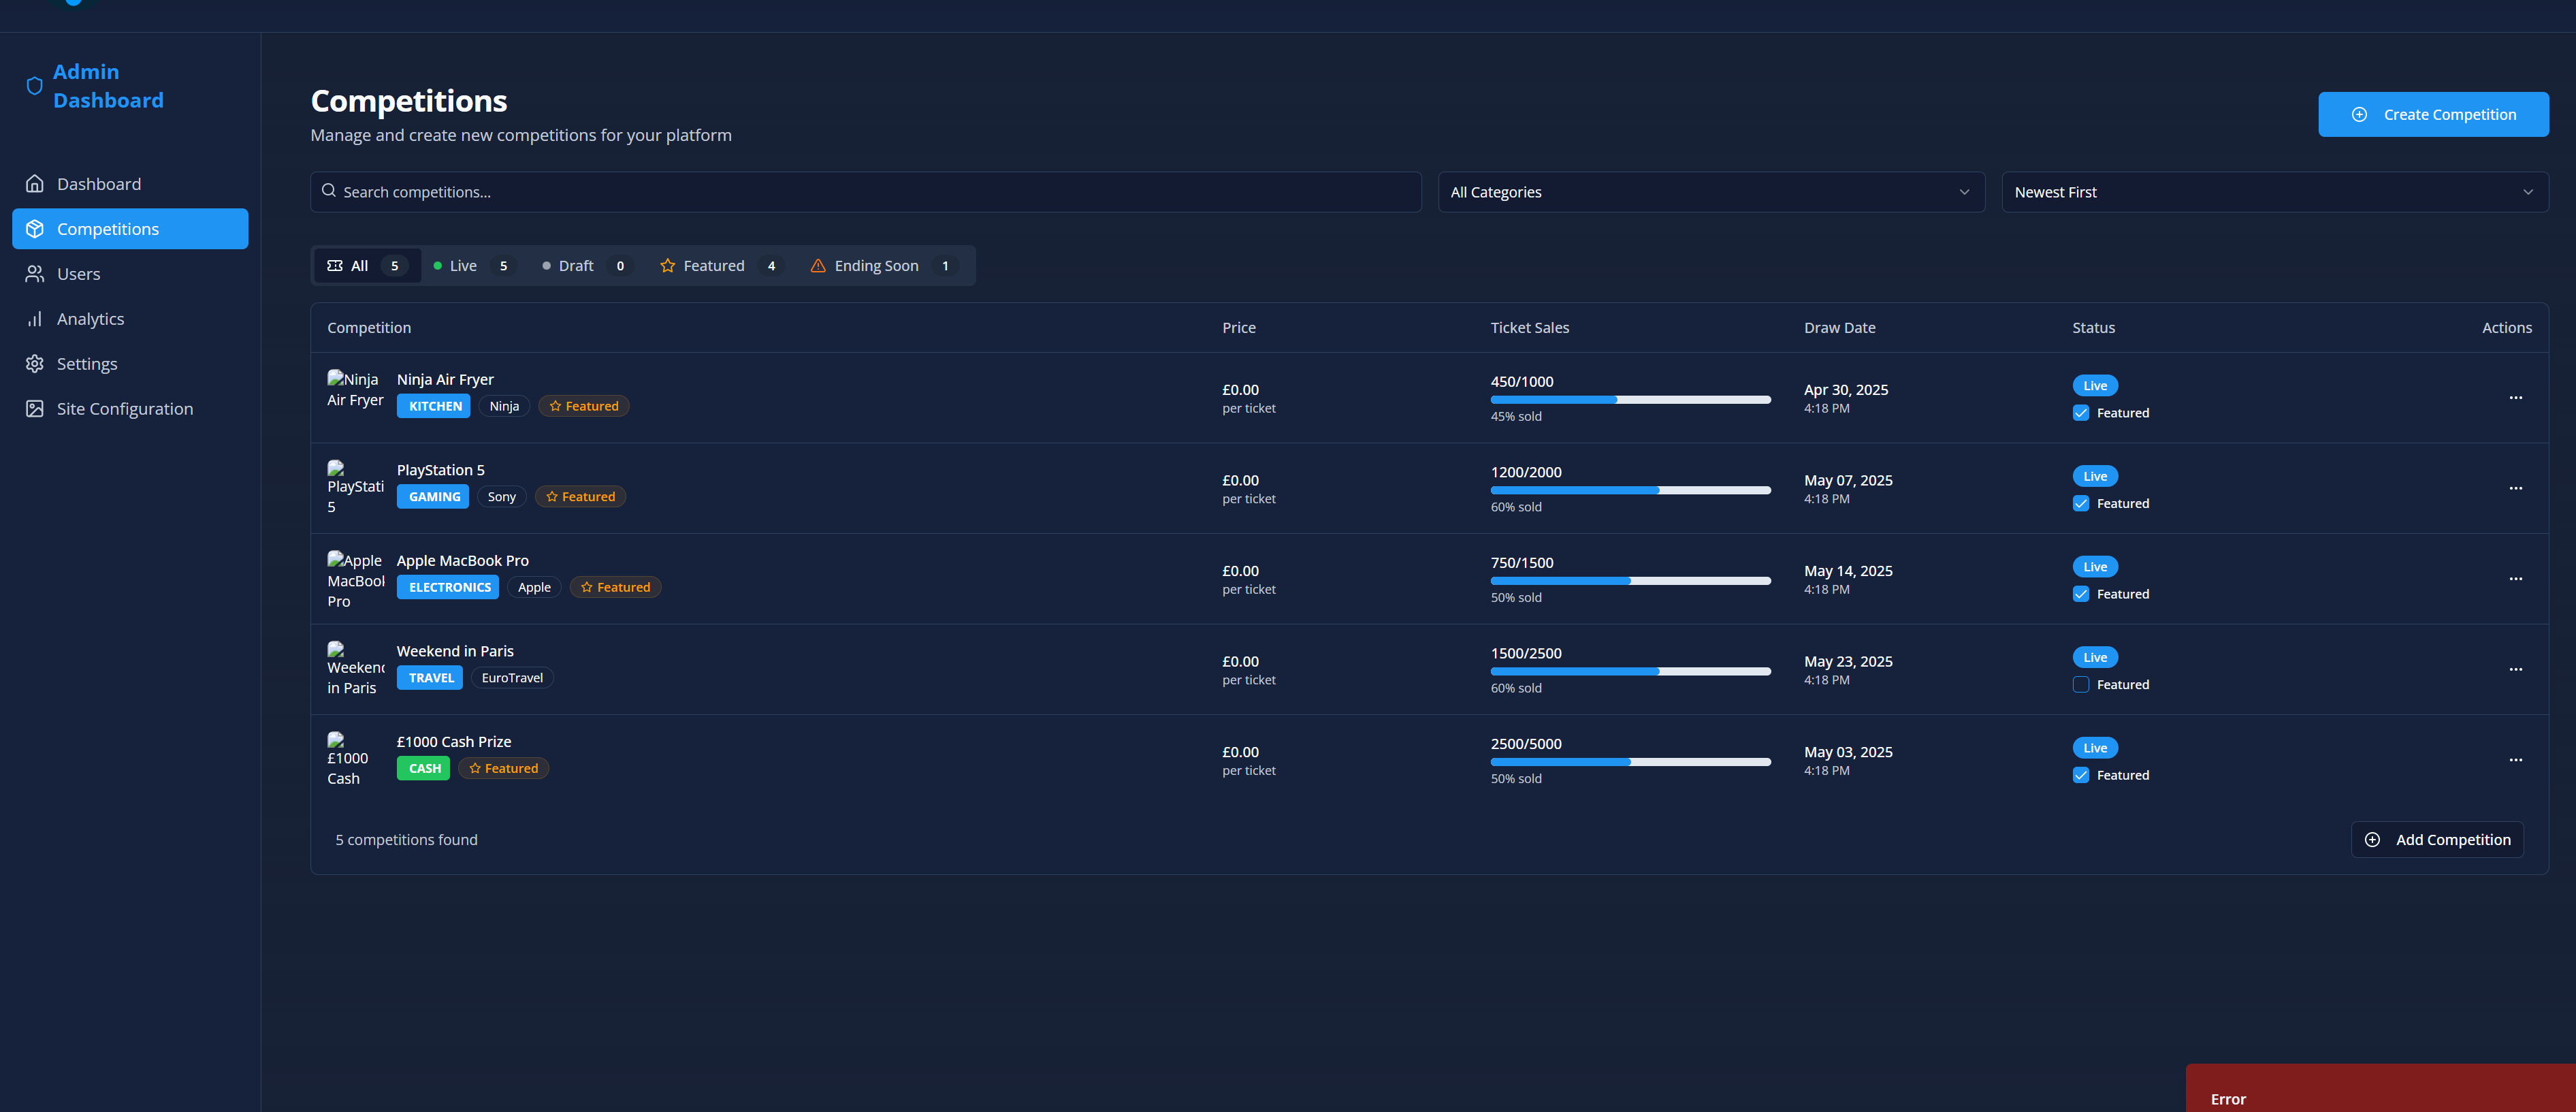 Admin
Dashboard
Dashboard
Competitions
Users
Analytics
Settings
Site Configuration
Competitions
Manage and create new competitions for your platform
Create Competition
Search competitions...
All Categories
Newest First
All 5
Live 5
Draft 0
Featured 4
Ending Soon 1
Competition Price Ticket Sales Draw Date Status Actions
Ninja
Air Fryer
Ninja Air Fryer
KITCHEN Ninja Featured
£0.00
per ticket
450/1000
45% sold
Apr 30, 2025
4:18 PM
Live
Featured
PlayStati
5
PlayStation 5
GAMING Sony Featured
£0.00
per ticket
1200/2000
60% sold
May 07, 2025
4:18 PM
Live
Featured
Apple
MacBook
Pro
Apple MacBook Pro
ELECTRONICS Apple Featured
£0.00
per ticket
750/1500
50% sold
May 14, 2025
4:18 PM
Live
Featured
Weekend
in Paris
Weekend in Paris
TRAVEL EuroTravel
£0.00
per ticket
1500/2500
60% sold
May 23, 2025
4:18 PM
Live
Featured
£1000
Cash
£1000 Cash Prize
CASH Featured
£0.00
per ticket
2500/5000
50% sold
May 03, 2025
4:18 PM
Live
Featured
5 competitions found
Add Competition
Error